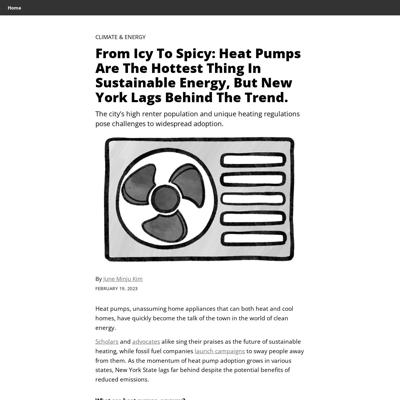 Home
CLIMATE & ENERGY
From Icy To Spicy: Heat Pumps
Are The Hottest Thing In
Sustainable Energy, But New
York Lags Behind The Trend.
The city's high renter population and unique heating regulations
pose challenges to widespread adoption.
By June Minju Kim
FEBRUARY 19, 2023
Heat pumps, unassuming home appliances that can both heat and cool
homes, have quickly become the talk of the town in the world of clean
energy.
Scholars and advocates alike sing their praises as the future of sustainable
heating, while fossil fuel companies launch campaigns to sway people away
from them. As the momentum of heat pump adoption grows in various
states, New York State lags far behind despite the potential benefits of
reduced emissions.